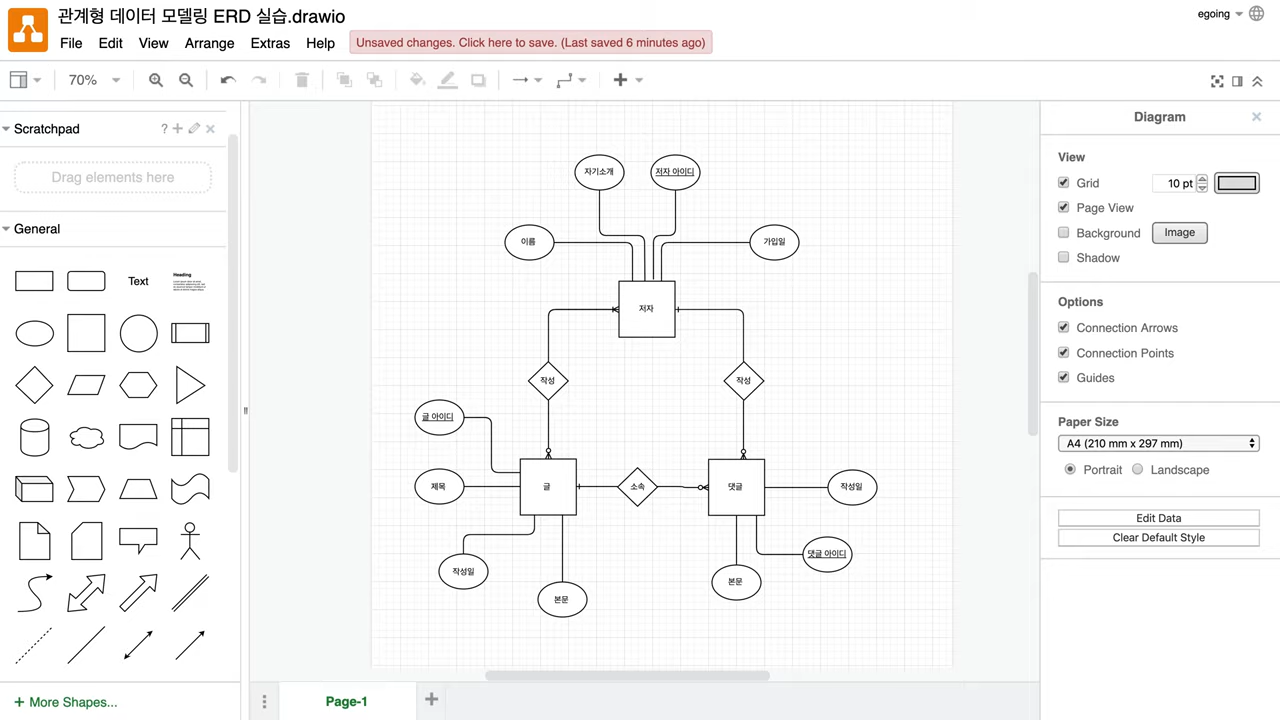 관계형 데이터 모델링 ERD 실습.drawio
egoing
File Edit View Arrange Extras Help
Unsaved changes. Click here to save. (Last saved 6 minutes ago)
70%
Scratchpad
?
Drag elements here
General
Text
Heading
자기소개
저자 아이디
이름
가입일
저자
작성
작성
글 아이디
제목
글
소속
댓글
작성일
작성일
본문
본문
댓글 아이디
Diagram
View
Grid
10 pt
Page View
Background
Image
Shadow
Options
Connection Arrows
Connection Points
Guides
Paper Size
A4 (210 mm x 297 mm)
Portrait
Landscape
Edit Data
Clear Default Style
+ More Shapes...
Page-1